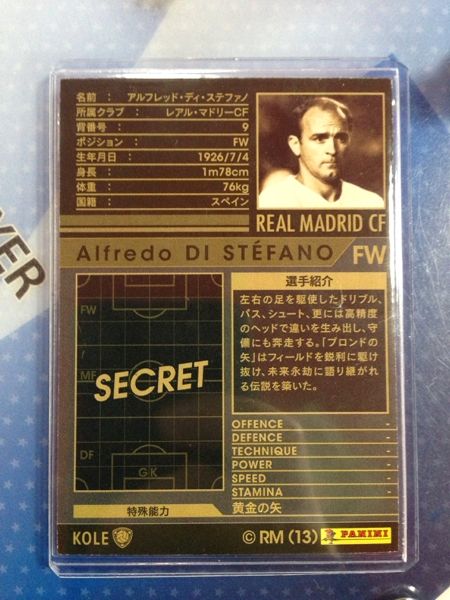 名前 : アルフレッド・ディ・ステファノ
所属クラブ : レアル・マドリーCF
背番号 : 9
ポジション : FW
生年月日 : 1926/7/4
身長 : 1m78cm
体重 : 76kg
国籍 : スペイン
REAL MADRID CF
Alfredo DI STÉFANO FW
選手紹介
左右の足を駆使したドリブル、
パス、シュート、更には高精度
のヘッドで違いを生み出し、守
備にも奔走する。「ブロンドの
矢」はフィールドを鋭利に駆け
抜け、未来永劫に語り継がれ
る伝説を築いた。
FW
MF
SECRET
DF
GK
OFFENCE -
DEFENCE -
TECHNIQUE -
POWER -
SPEED -
STAMINA -
特殊能力 黄金の矢
KOLE
© RM (13) PANINI
VER